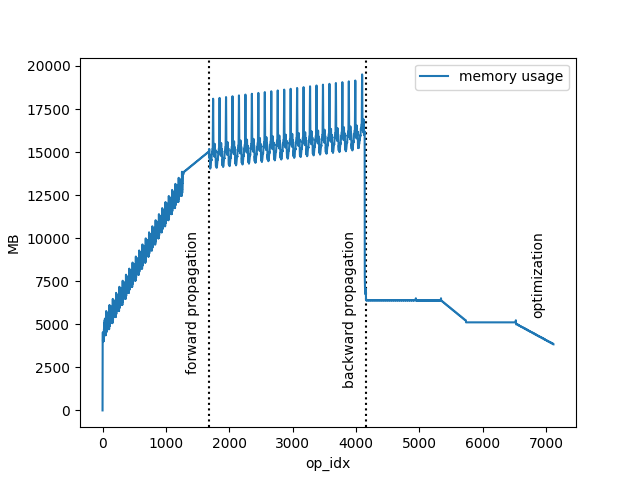 memory usage
MB
20000
17500
15000
12500
10000
7500
5000
2500
0
forward propagation
backward propagation
optimization
0
1000
2000
3000
4000
5000
6000
7000
op_idx